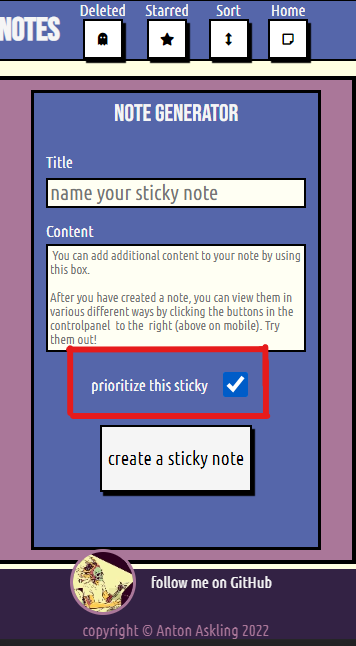 Deleted Starred Sort Home
NOTES
NOTE GENERATOR
Title
name your sticky note
Content
You can add additional content to your note by using
this box.
After you have created a note, you can view them in
various different ways by clicking the buttons in the
controlpanel to the right (above on mobile). Try
them out!
prioritize this sticky
create a sticky note
follow me on GitHub
copyright © Anton Askling 2022